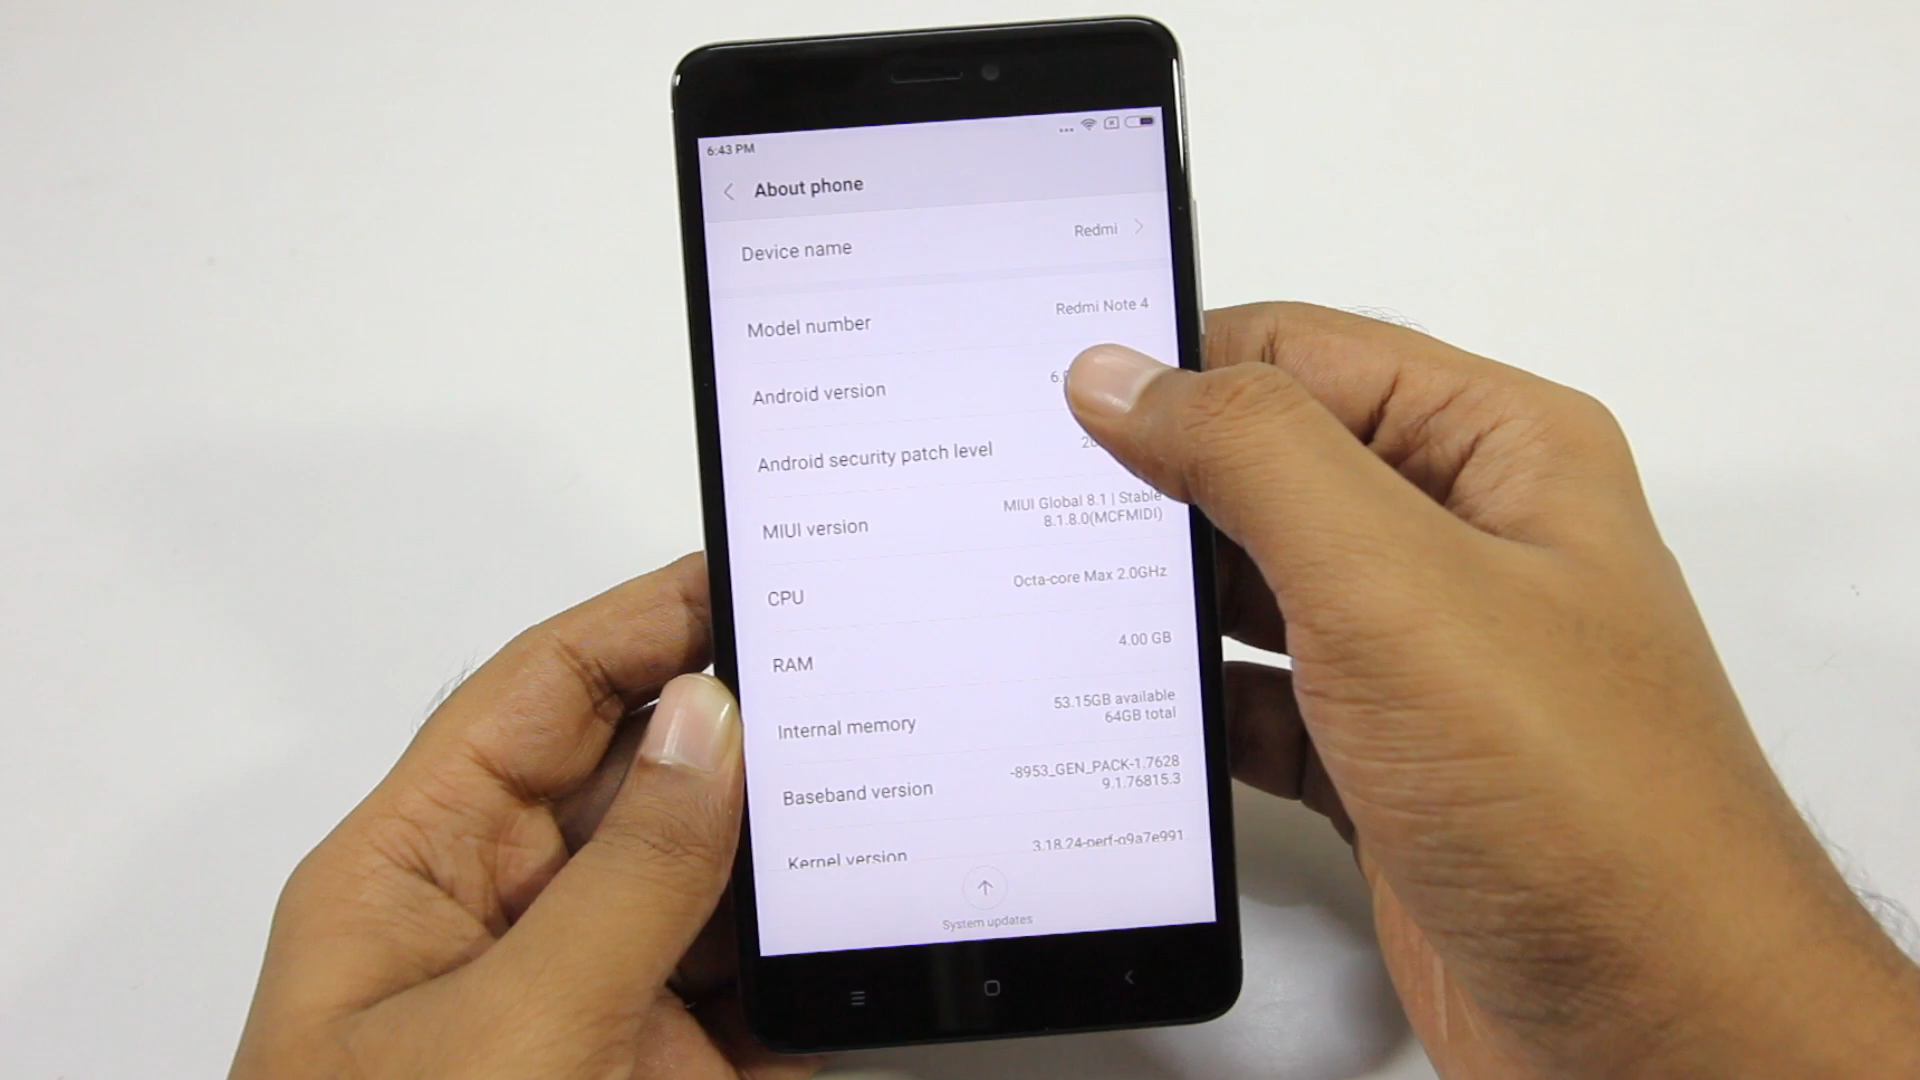 6:43 PM
About phone
Device name
Redmi
Model number
Redmi Note 4
Android version
Android security patch level
MIUI version
MIUI Global 8.1 | Stable
8.1.8.0(MCFMIDI)
CPU
Octa-core Max 2.0GHz
RAM
4.00 GB
Internal memory
53.15GB available
64GB total
Baseband version
-8953_GEN_PACK-1.7628
9.1.76815.3
Kernel version
3.18.24-perf-g9a7e991
System updates